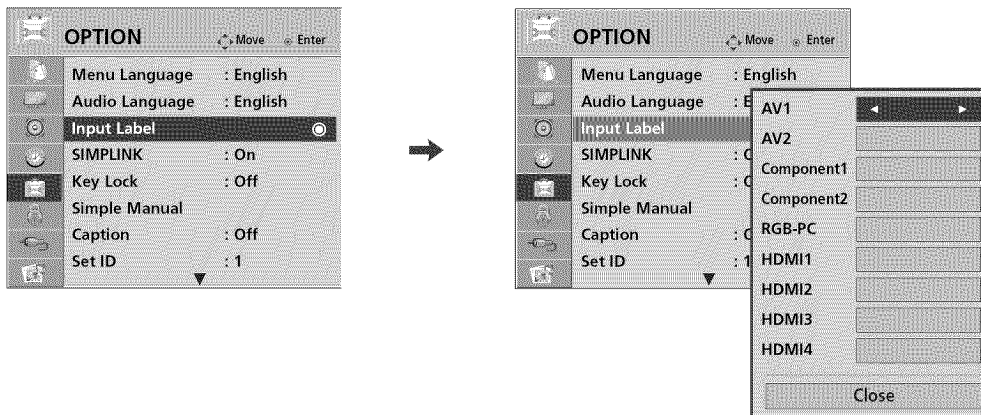 OPTION Move Enter
Menu Language : English
Audio Language : English
Input Label
SIMPLINK : On
Key Lock : Off
Simple Manual
Caption : Off
Set ID : 1
OPTION Move Enter
Menu Language : English
Audio Language : E
Input Label
SIMPLINK : O
Key Lock : O
Simple Manual
Caption : O
Set ID : 1
AV1
AV2
Component1
Component2
RGB-PC
HDMI1
HDMI2
HDMI3
HDMI4
Close